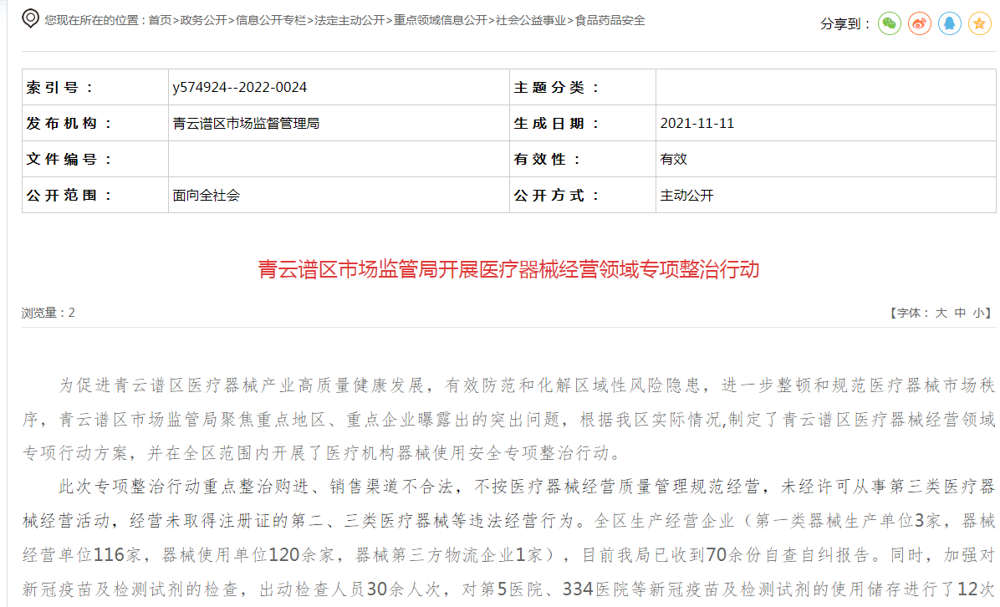 您现在所在的位置：首页>政务公开>信息公开专栏>法定主动公开>重点领域信息公开>社会公益事业>食品药品安全
分享到：
索引号： y574924--2022-0024 主题分类：
发布机构： 青云谱区市场监督管理局 生成日期： 2021-11-11
文件编号： 有效性： 有效
公开范围： 面向全社会 公开方式： 主动公开
青云谱区市场监管局开展医疗器械经营领域专项整治行动
浏览量：2 【字体： 大 中 小】
为促进青云谱区医疗器械产业高质量健康发展，有效防范和化解区域性风险隐患，进一步整顿和规范医疗器械市场秩
序，青云谱区市场监管局聚焦重点地区、重点企业曝露出的突出问题，根据我区实际情况,制定了青云谱区医疗器械经营领域
专项行动方案，并在全区范围内开展了医疗机构器械使用安全专项整治行动。
此次专项整治行动重点整治购进、销售渠道不合法，不按医疗器械经营质量管理规范经营，未经许可从事第三类医疗器
械经营活动，经营未取得注册证的第二、三类医疗器械等违法经营行为。全区生产经营企业（第一类器械生产单位3家，器械
经营单位116家，器械使用单位120余家，器械第三方物流企业1家），目前我局已收到70余份自查自纠报告。同时，加强对
新冠疫苗及检测试剂的检查，出动检查人员30余人次，对第5医院、334医院等新冠疫苗及检测试剂的使用储存进行了12次